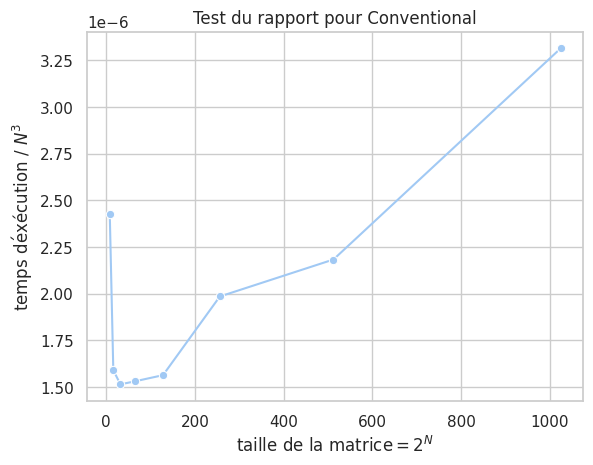 Test du rapport pour Conventional
1e−6
3.25
3.00
2.75
2.50
2.25
2.00
1.75
1.50
temps déxécution / N³
0 200 400 600 800 1000
taille de la matrice = 2ᴺ